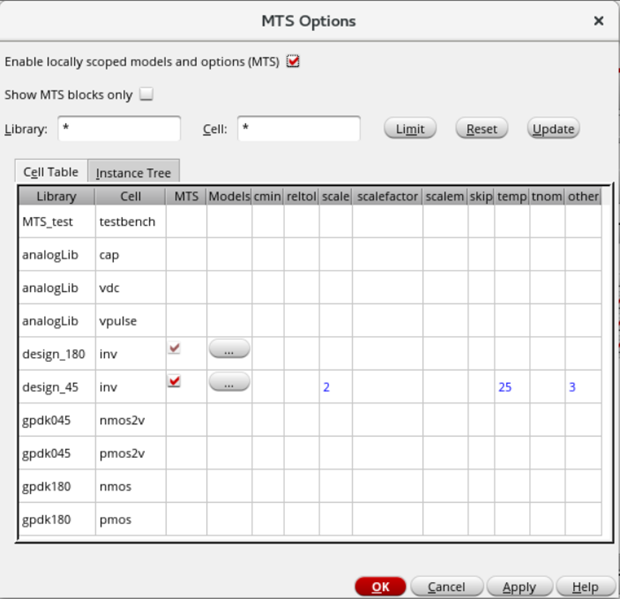 MTS Options
Enable locally scoped models and options (MTS)
Show MTS blocks only
Library: * Cell: * Limit Reset Update
Cell Table Instance Tree
Library Cell MTS Models cmin reltol scale scalefactor scalem skip temp tnom other
MTS_test testbench
analogLib cap
analogLib vdc
analogLib vpulse
design_180 inv ...
design_45 inv ... 2 25 3
gpdk045 nmos2v
gpdk045 pmos2v
gpdk180 nmos
gpdk180 pmos
OK Cancel Apply Help